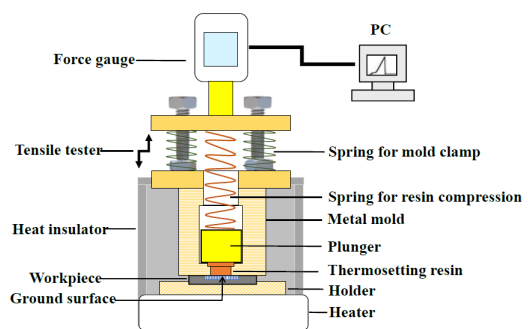 PC
Force gauge
Tensile tester
Spring for mold clamp
Spring for resin compression
Metal mold
Heat insulator
Plunger
Thermosetting resin
Workpiece
Holder
Ground surface
Heater